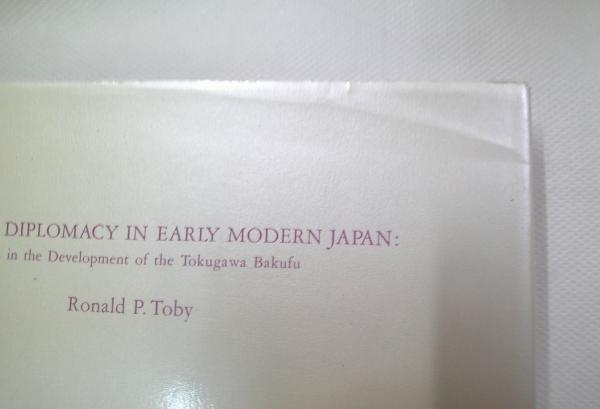 DIPLOMACY IN EARLY MODERN JAPAN:
in the Development of the Tokugawa Bakufu
Ronald P. Toby